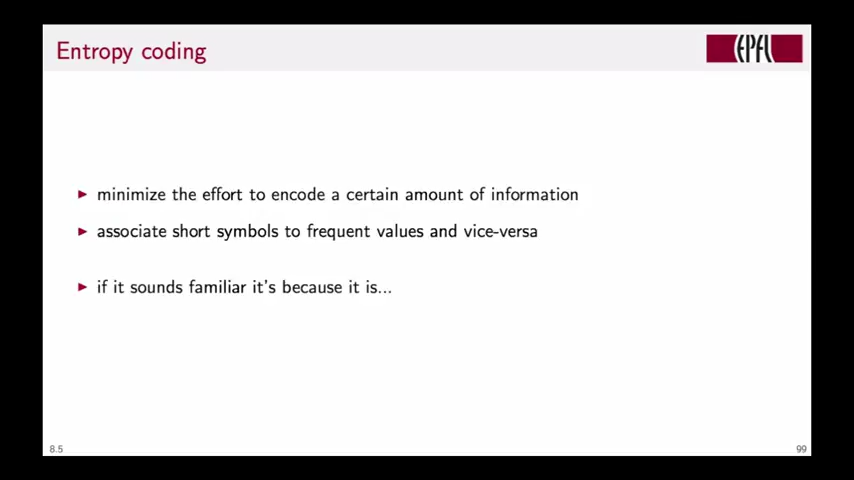 Entropy coding
EPFL
▶ minimize the effort to encode a certain amount of information
▶ associate short symbols to frequent values and vice-versa
▶ if it sounds familiar it's because it is...
8.5
99